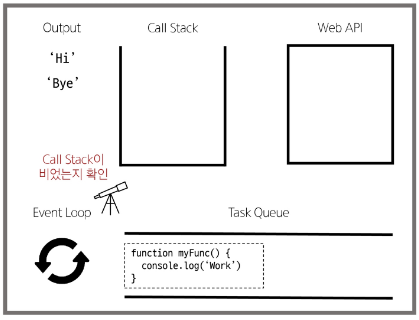 Output
Call Stack
Web API
‘Hi’
‘Bye’
Call Stack이
비었는지 확인
Event Loop
Task Queue
function myFunc() {
  console.log(‘Work’)
}